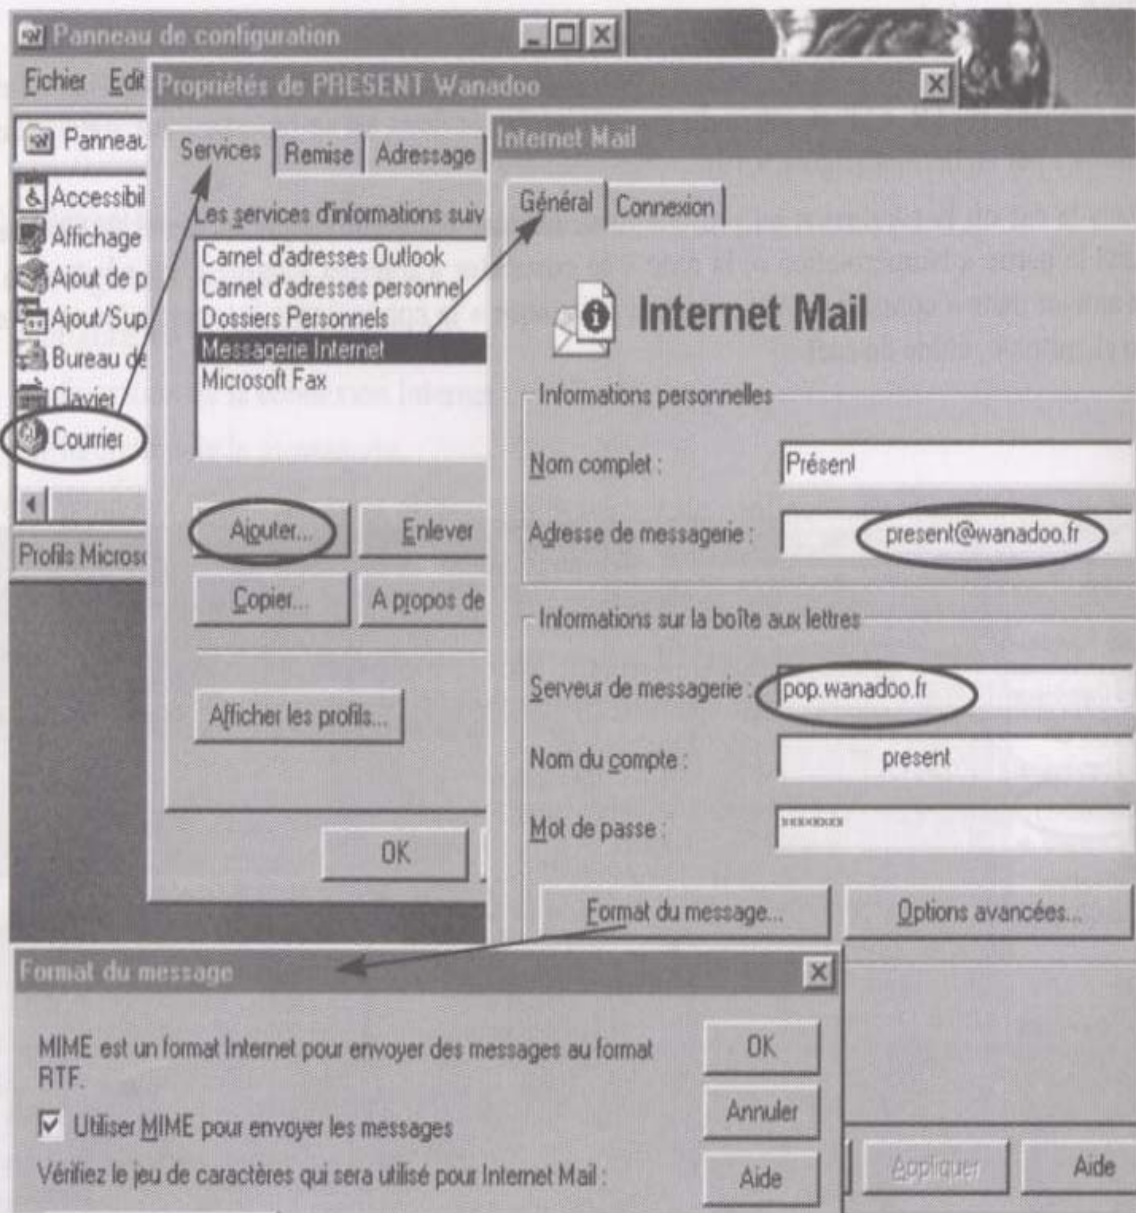 Panneau de configuration
Fichier Edit
Panneau
Accessibil
Affichage
Ajout de p
Ajout/Sup
Bureau de
Clavier
Courrier
Profils Microso
Propriétés de PRESENT Wanadoo
Services Remise Adressage
Les services d'informations suiv
Carnet d'adresses Outlook
Carnet d'adresses personnel
Dossiers Personnels
Messagerie Internet
Microsoft Fax
Ajouter... Enlever
Copier... A propos de
Afficher les profils...
OK
Internet Mail
Général Connexion
Internet Mail
Informations personnelles
Nom complet : Présent
Adresse de messagerie : present@wanadoo.fr
Informations sur la boîte aux lettres
Serveur de messagerie : pop.wanadoo.fr
Nom du compte : present
Mot de passe : xxxxxxxx
Format du message... Options avancées...
Appliquer Aide
Format du message
MIME est un format Internet pour envoyer des messages au format
RTF.
Utiliser MIME pour envoyer les messages
Vérifiez le jeu de caractères qui sera utilisé pour Internet Mail :
OK
Annuler
Aide